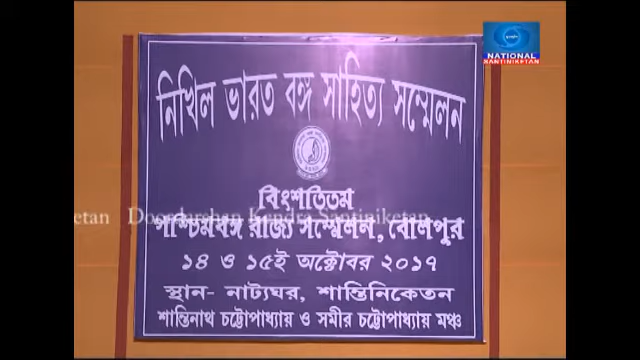 NATIONAL
SANTINIKETAN
নিখিল ভারত বঙ্গ সাহিত্য সম্মেলন
বিংশতিতম
পশ্চিমবঙ্গ রাজ্য সম্মেলন, বোলপুর
etan Doordarshan Kendra Santiniketan
১৪ ও ১৫ই অক্টোবর ২০১৭
স্থান- নাট্যঘর, শান্তিনিকেতন
শান্তিনাথ চট্টোপাধ্যায় ও সমীর চট্টোপাধ্যায় মঞ্চ